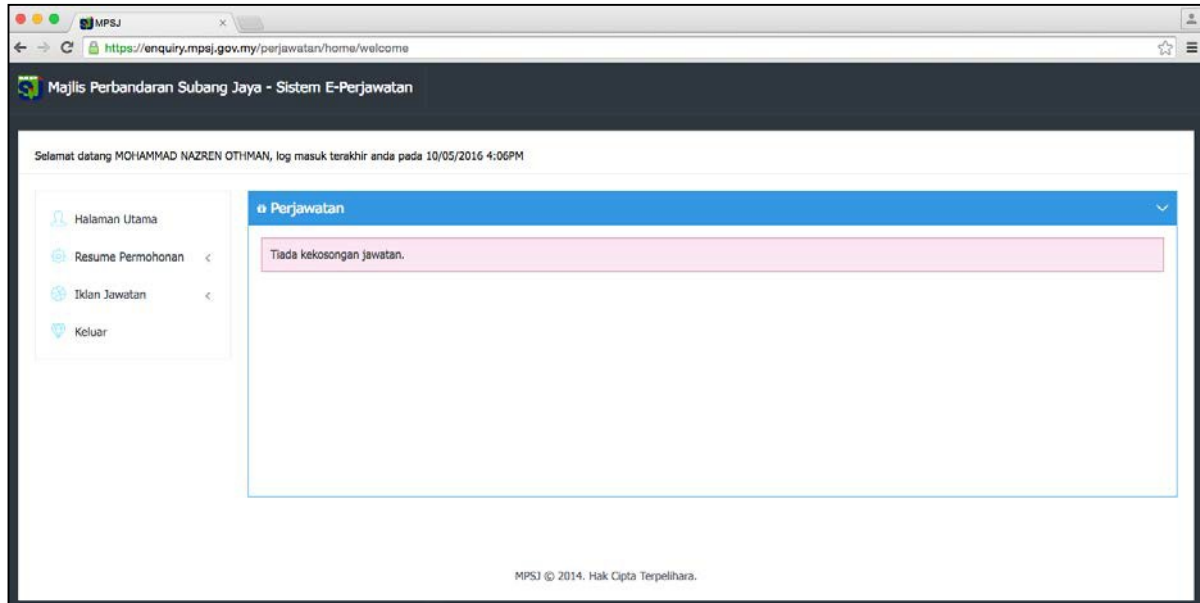 MPSJ
https://enquiry.mpsj.gov.my/perjawatan/home/welcome
Majlis Perbandaran Subang Jaya - Sistem E-Perjawatan
Selamat datang MOHAMMAD NAZREN OTHMAN, log masuk terakhir anda pada 10/05/2016 4:06PM
Halaman Utama
Resume Permohonan
Iklan Jawatan
Keluar
Perjawatan
Tiada kekosongan jawatan.
MPSJ © 2014. Hak Cipta Terpelihara.